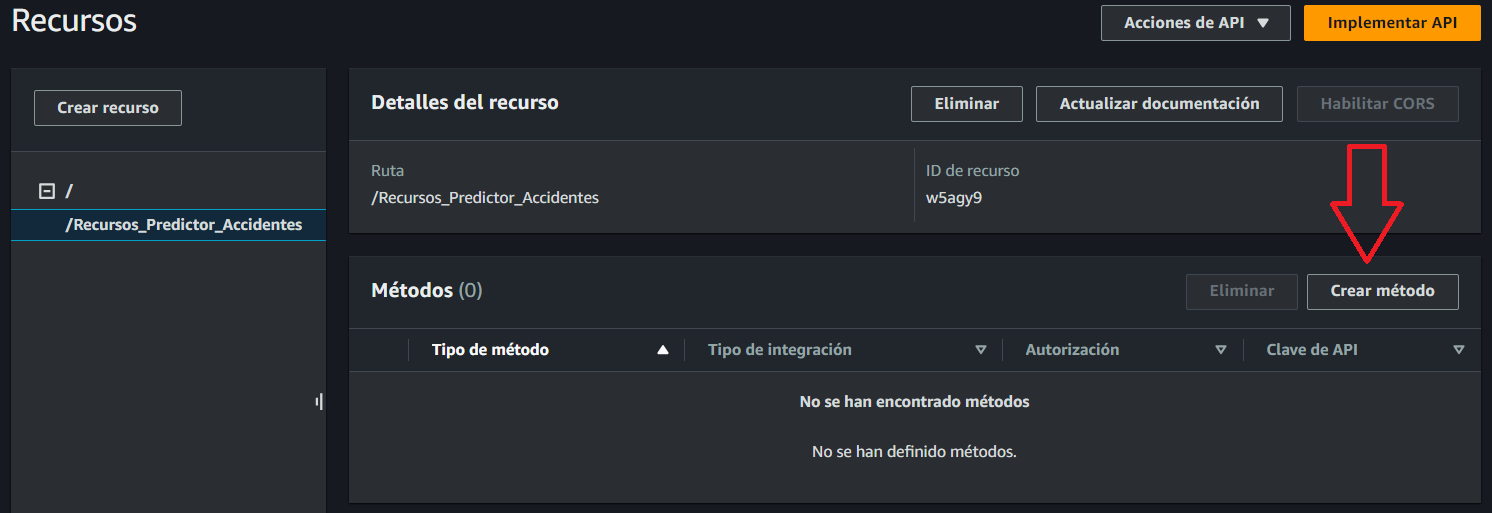 Recursos
Acciones de API
Implementar API
Crear recurso
/
/Recursos_Predictor_Accidentes
Detalles del recurso
Eliminar
Actualizar documentación
Habilitar CORS
Ruta
/Recursos_Predictor_Accidentes
ID de recurso
w5agy9
Métodos (0)
Eliminar
Crear método
Tipo de método
Tipo de integración
Autorización
Clave de API
No se han encontrado métodos
No se han definido métodos.